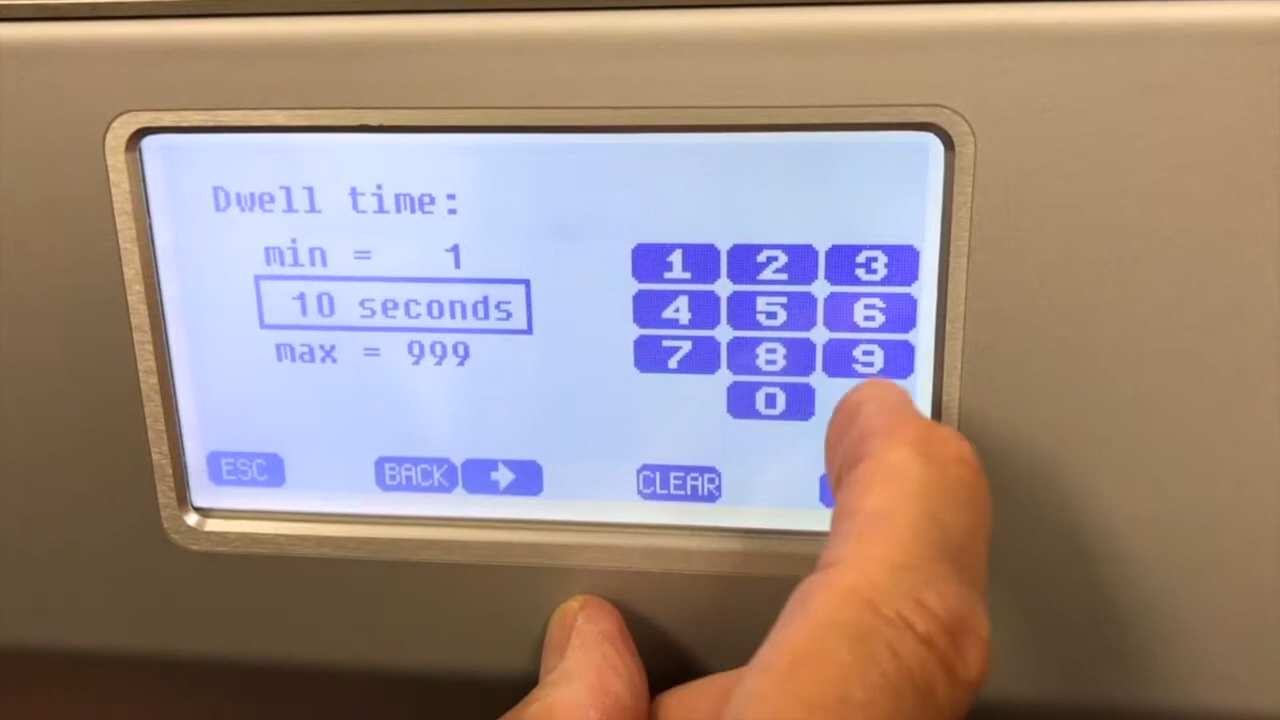 Dwell time:
min = 1
10 seconds
max = 999
1 2 3
4 5 6
7 8 9
0
ESC BACK CLEAR